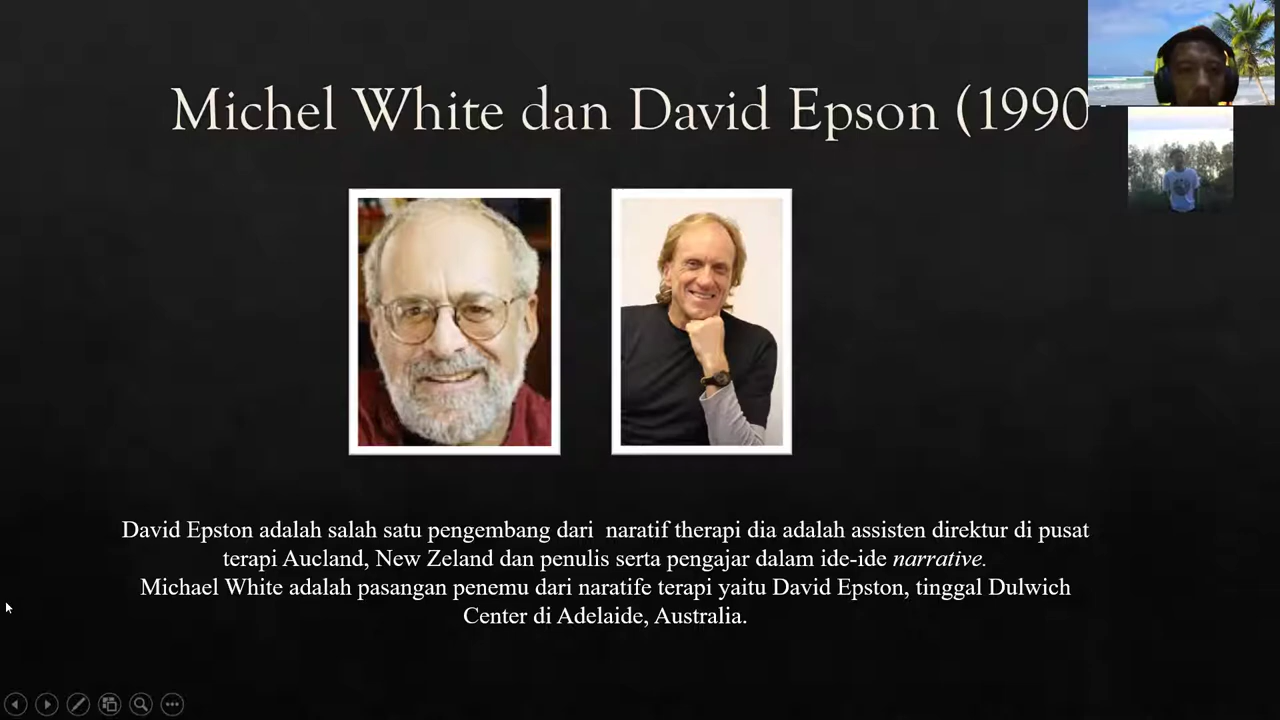 Michel White dan David Epson (1990
David Epston adalah salah satu pengembang dari naratif therapi dia adalah assisten direktur di pusat
terapi Aucland, New Zeland dan penulis serta pengajar dalam ide-ide narrative.
Michael White adalah pasangan penemu dari naratife terapi yaitu David Epston, tinggal Dulwich
Center di Adelaide, Australia.